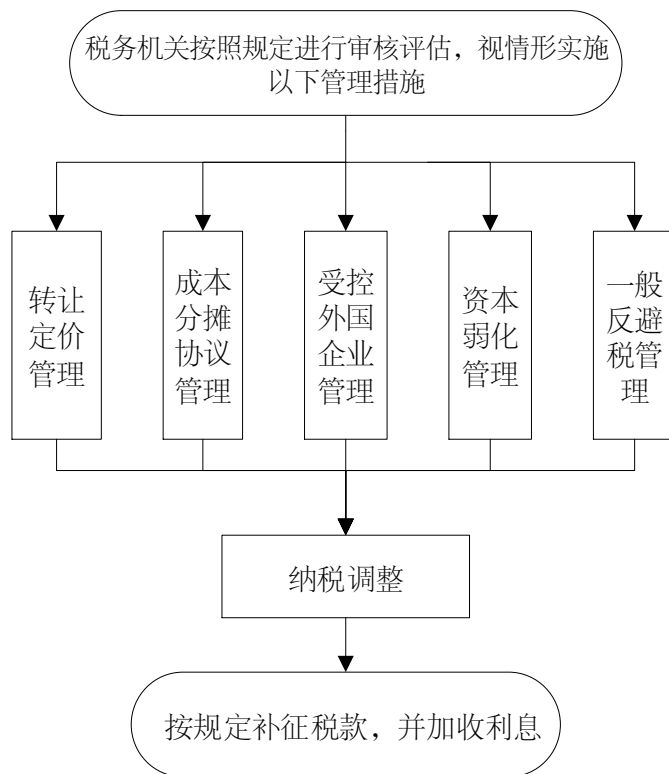 税务机关按照规定进行审核评估，视情形实施
以下管理措施
转让
定价
管理
成本
分摊
协议
管理
受控
外国
企业
管理
资本
弱化
管理
一般
反避
税管
理
纳税调整
按规定补征税款，并加收利息